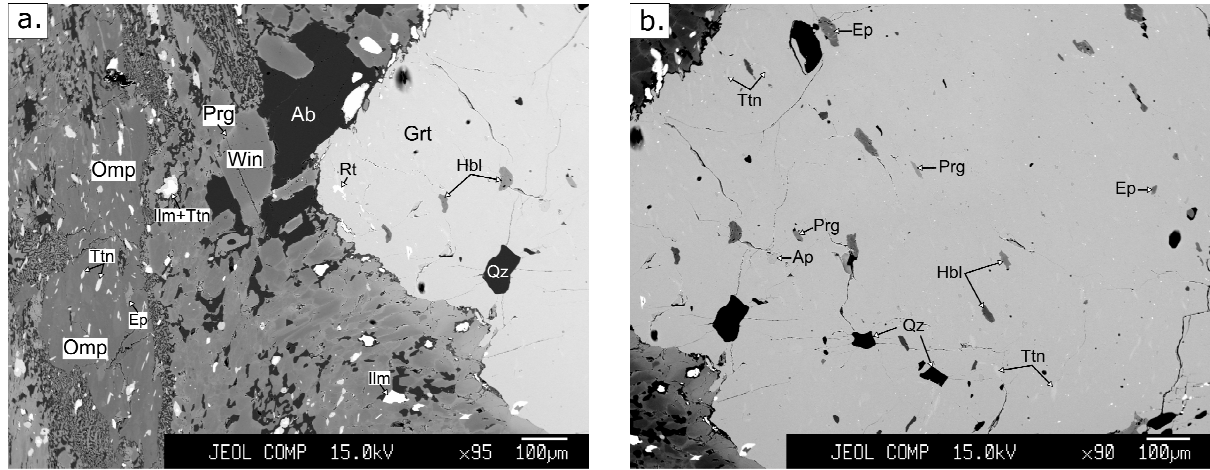 a.
Ab
Prg
Grt
Omp
Win
Rt
Hbl
Ilm+Ttn
Ttn
Qz
Ep
Omp
Ilm
JEOL COMP 15.0kV ×95 100µm
b.
Ep
Ttn
Prg
Ep
Prg
Ap
Hbl
Qz
Ttn
JEOL COMP 15.0kV ×90 100µm